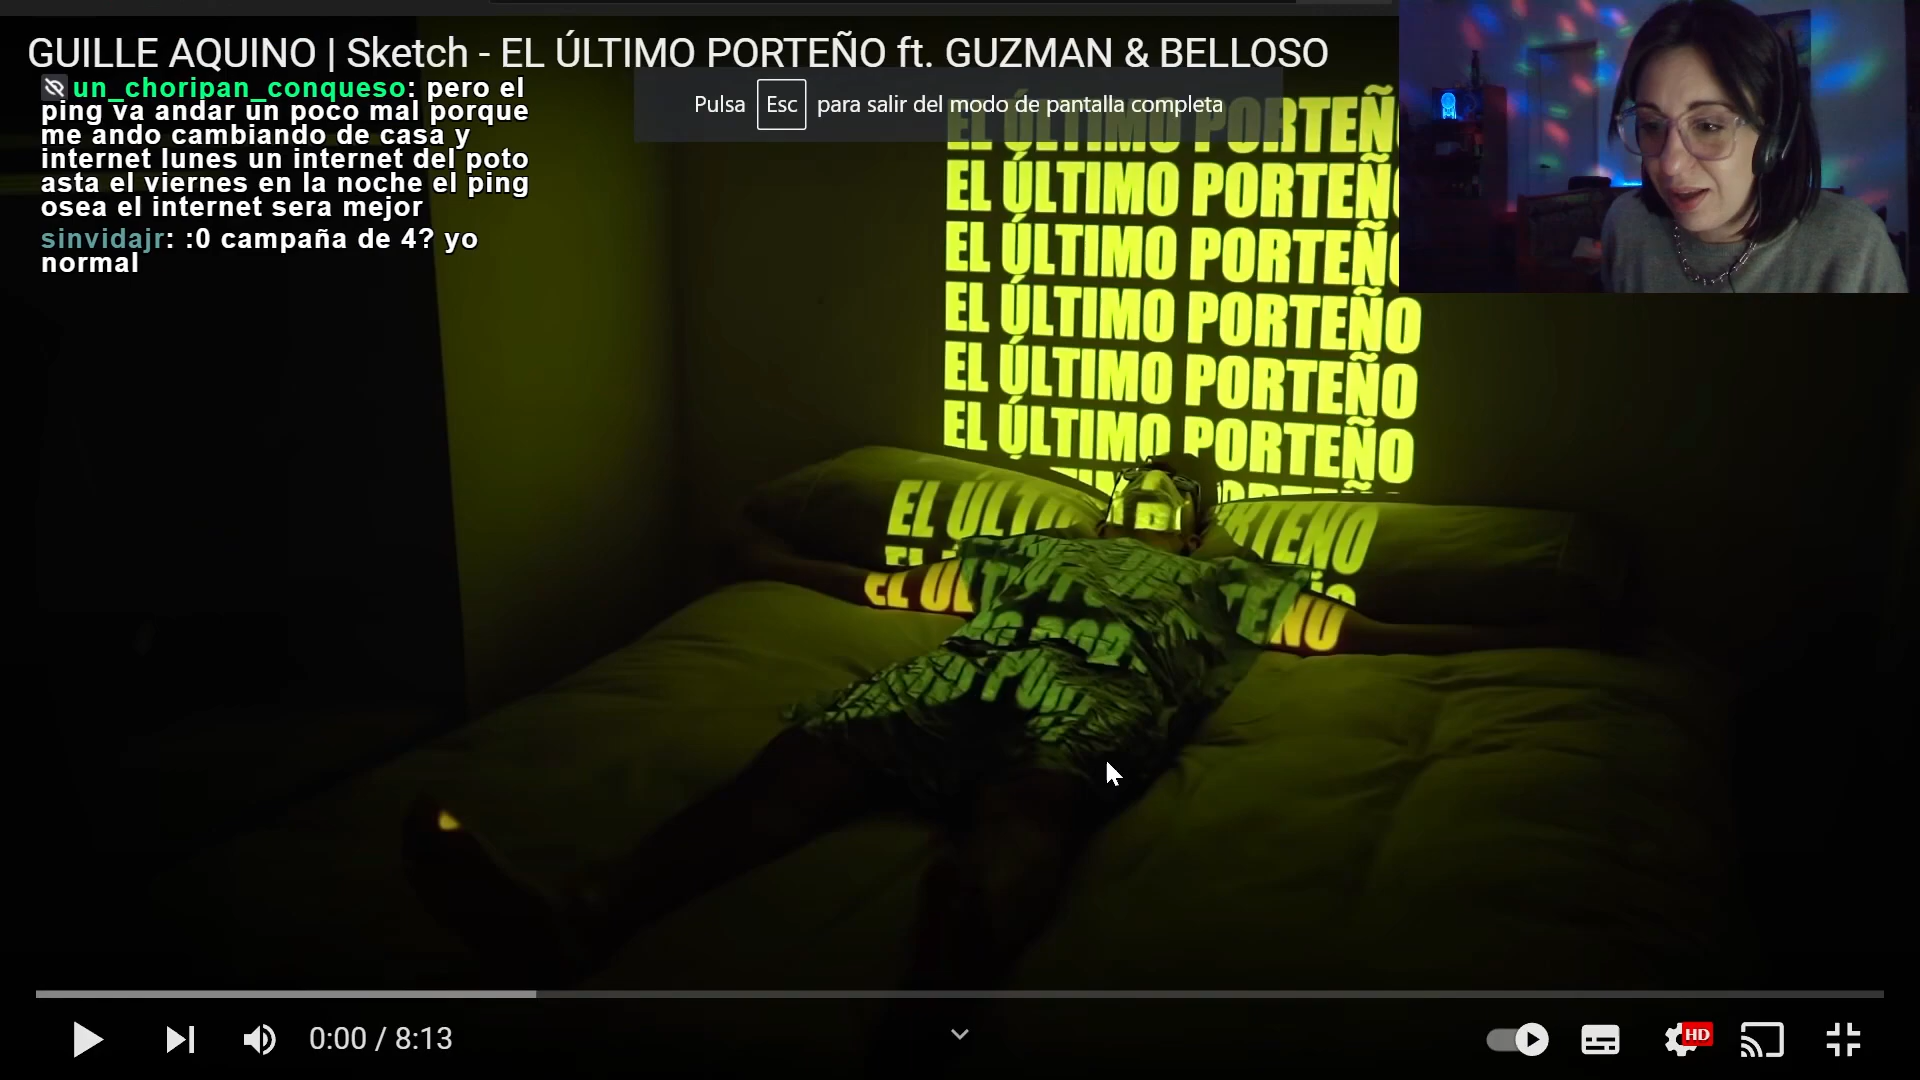 GUILLE AQUINO | Sketch - EL ÚLTIMO PORTEÑO ft. GUZMAN & BELLOSO
un_choripan_conqueso: pero el
ping va andar un poco mal porque
me ando cambiando de casa y
internet lunes un internet del poto
asta el viernes en la noche el ping
osea el internet sera mejor
sinvidajr: :0 campaña de 4? yo
normal
Pulsa Esc para salir del modo de pantalla completa
EL ÚLTIMO PORTEÑ
EL ÚLTIMO PORTEÑO
EL ÚLTIMO PORTEÑO
EL ÚLTIMO PORTEÑO
EL ÚLTIMO PORTEÑO
EL ÚLTIMO PORTEÑO
0:00 / 8:13
HD